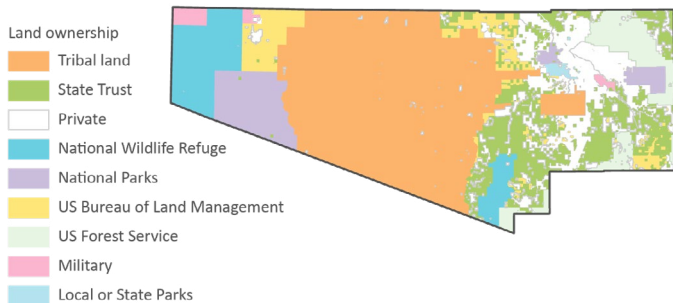 Land ownership
Tribal land
State Trust
Private
National Wildlife Refuge
National Parks
US Bureau of Land Management
US Forest Service
Military
Local or State Parks